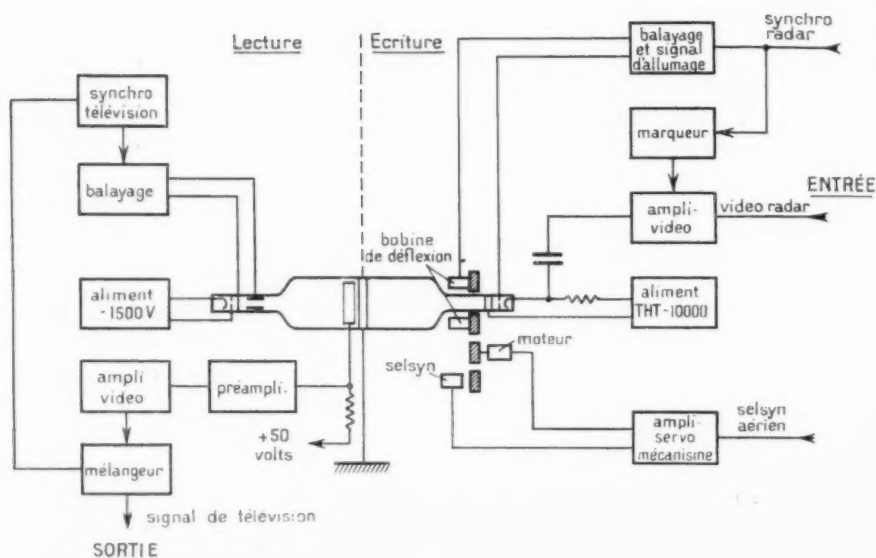 Lecture
Ecriture
balayage
et signal
d'allumage
synchro
radar
synchro
télévision
marqueur
balayage
ENTRÉE
ampli-
video
video radar
bobine
de déflexion
aliment
-1500 V
aliment
THT-10000
moteur
selsyn
ampli
video
préampli.
+50
volts
ampli-
servo
mécanisine
selsyn
aérien
mélangeur
signal de télévision
SORTIE